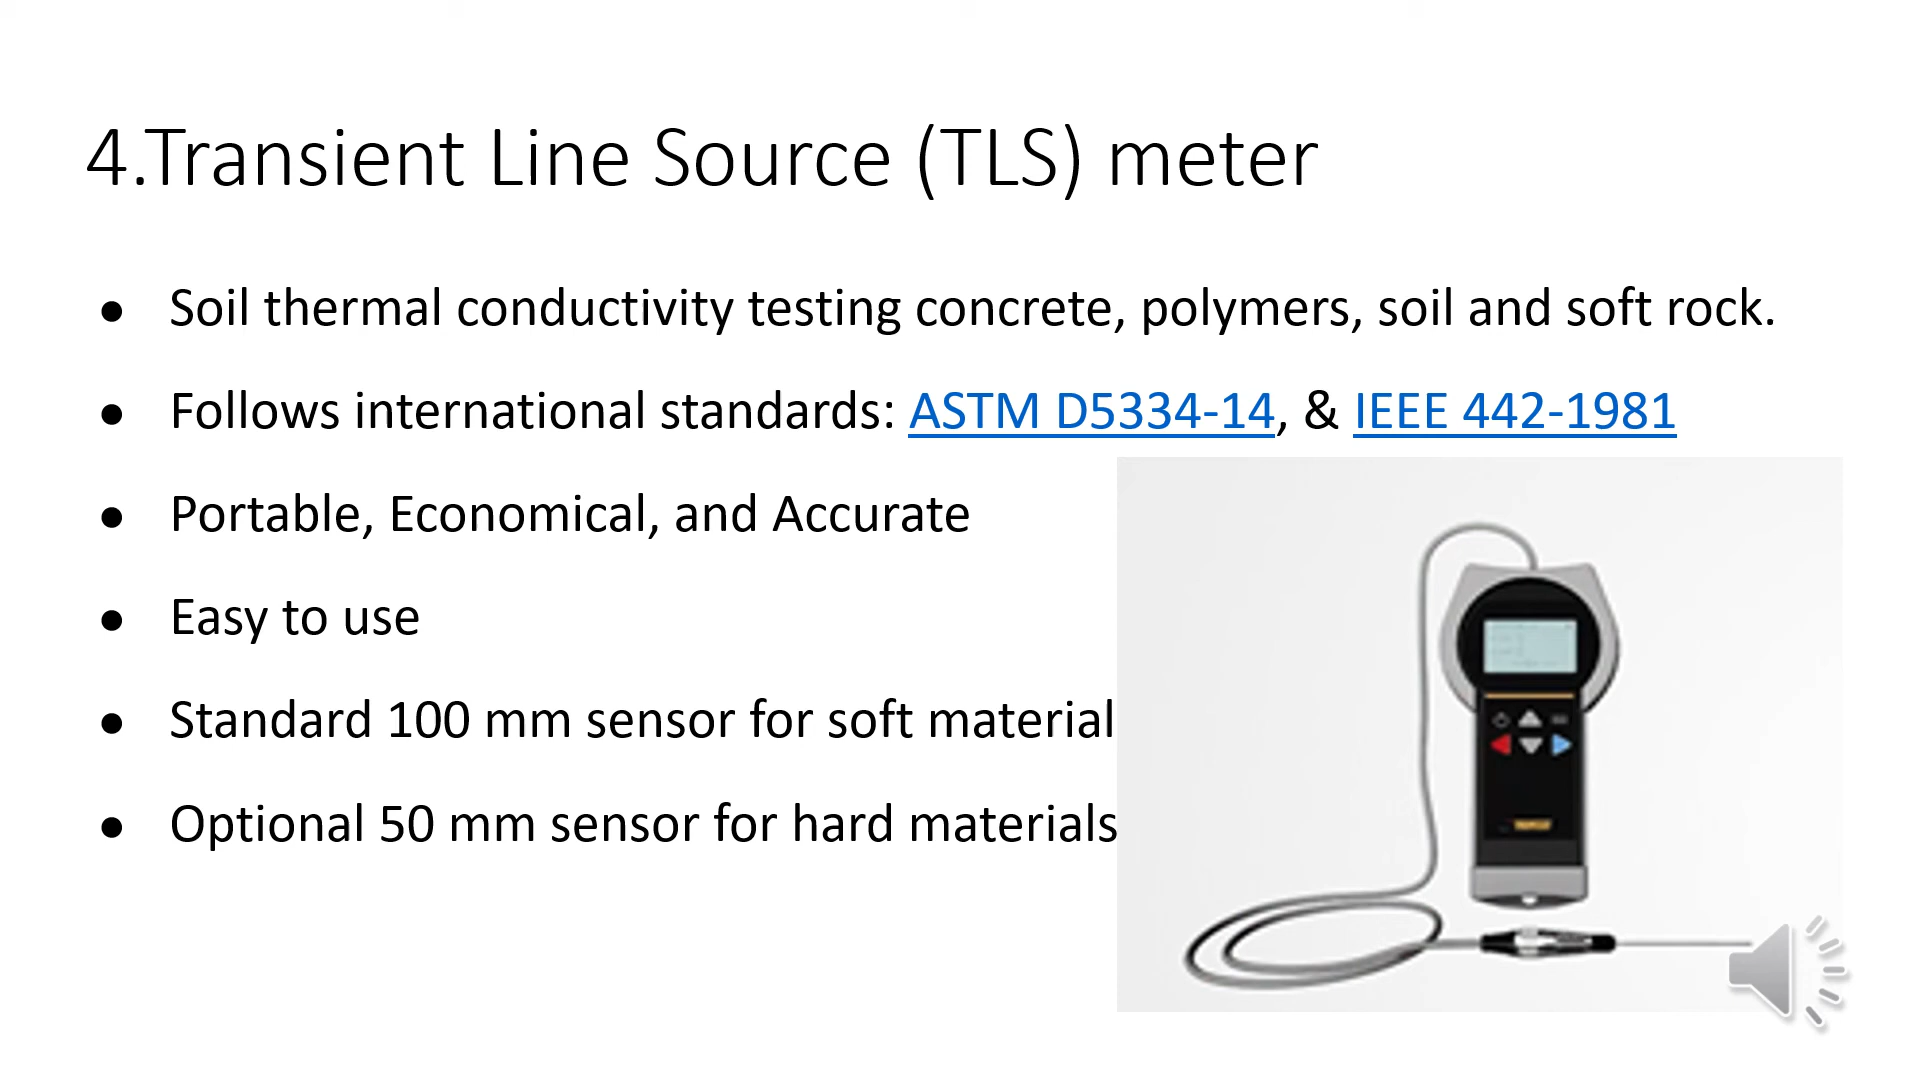 4.Transient Line Source (TLS) meter
● Soil thermal conductivity testing concrete, polymers, soil and soft rock.
● Follows international standards: ASTM D5334-14, & IEEE 442-1981
● Portable, Economical, and Accurate
● Easy to use
● Standard 100 mm sensor for soft material
● Optional 50 mm sensor for hard materials